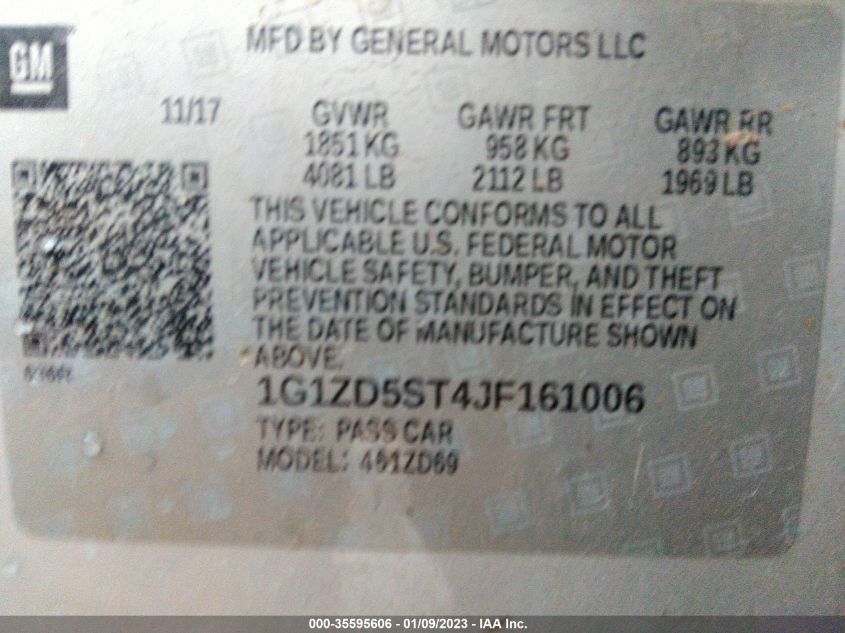 GM
MFD BY GENERAL MOTORS LLC
11/17 GVWR GAWR FRT GAWR RR
1851 KG 958 KG 893 KG
4081 LB 2112 LB 1969 LB
THIS VEHICLE CONFORMS TO ALL
APPLICABLE U.S. FEDERAL MOTOR
VEHICLE SAFETY, BUMPER, AND THEFT
PREVENTION STANDARDS IN EFFECT ON
THE DATE OF MANUFACTURE SHOWN
ABOVE.
1G1ZD5ST4JF161006
TYPE: PASS CAR
MODEL: 461ZD69
000-35595606 - 01/09/2023 - IAA Inc.